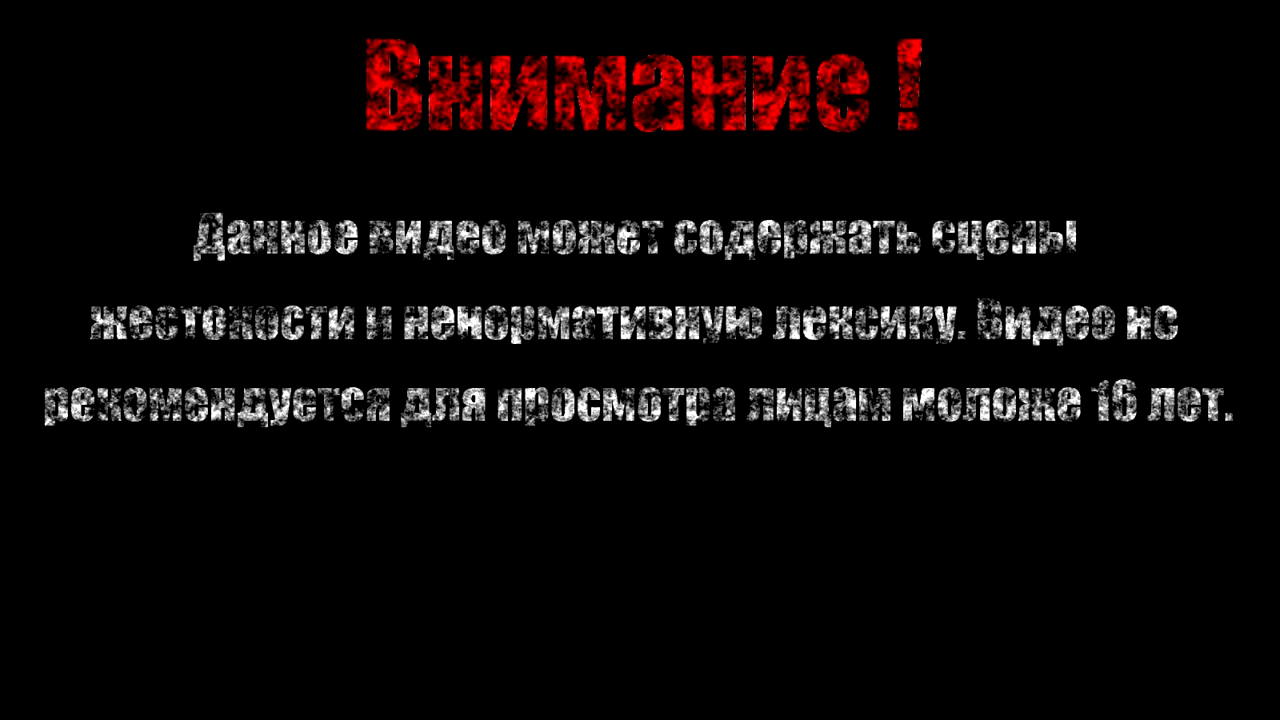 Внимание !
Данное видео может содержать сцены
жестокости и ненормативную лексику. Видео не
рекомендуется для просмотра лицам моложе 16 лет.